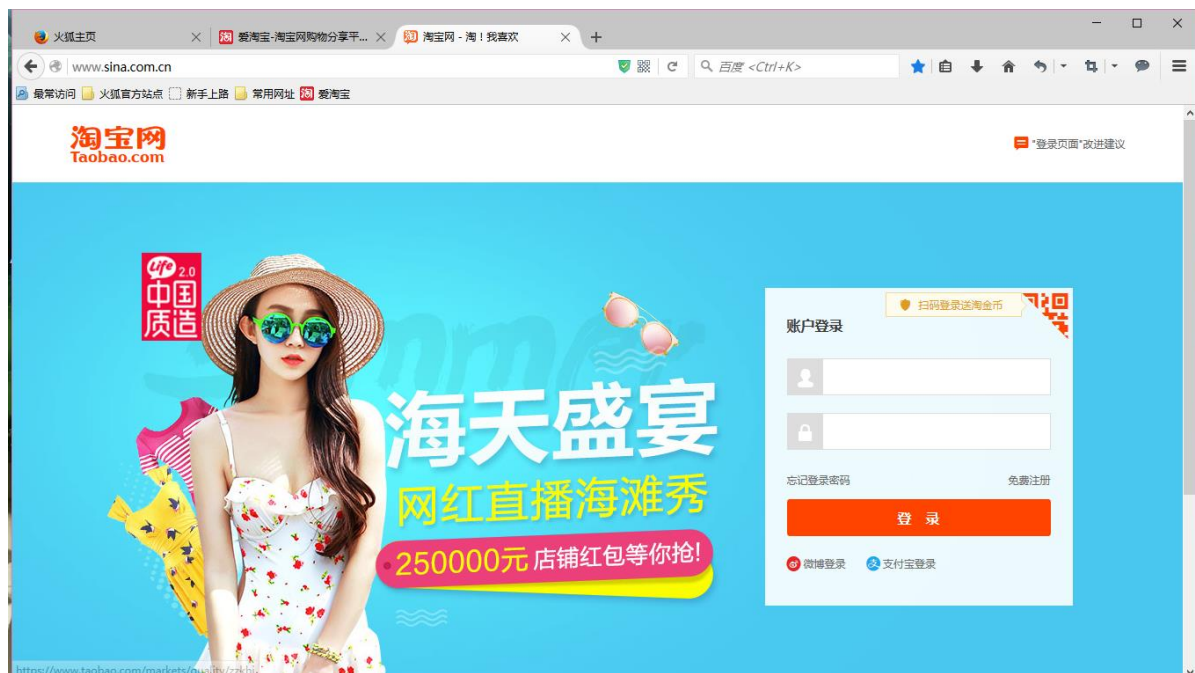 火狐主页
爱淘宝-淘宝网购物分享平...
淘宝网 - 淘！我喜欢
www.sina.com.cn
百度 <Ctrl+K>
最常访问 火狐官方站点 新手上路 常用网址 爱淘宝
淘宝网
Taobao.com
"登录页面"改进建议
Life 2.0
中国
质造
summer
海天盛宴
网红直播海滩秀
250000元店铺红包等你抢!
扫码登录送淘金币
账户登录
忘记登录密码 免费注册
登 录
微博登录 支付宝登录
https://www.taobao.com/markets/quality/zzkhj